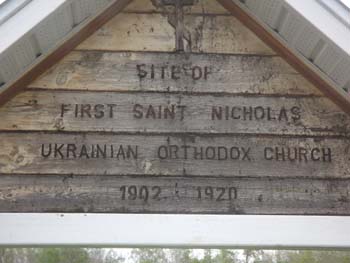 SITE OF
FIRST SAINT NICHOLAS
UKRAINIAN ORTHODOX CHURCH
1902 1920